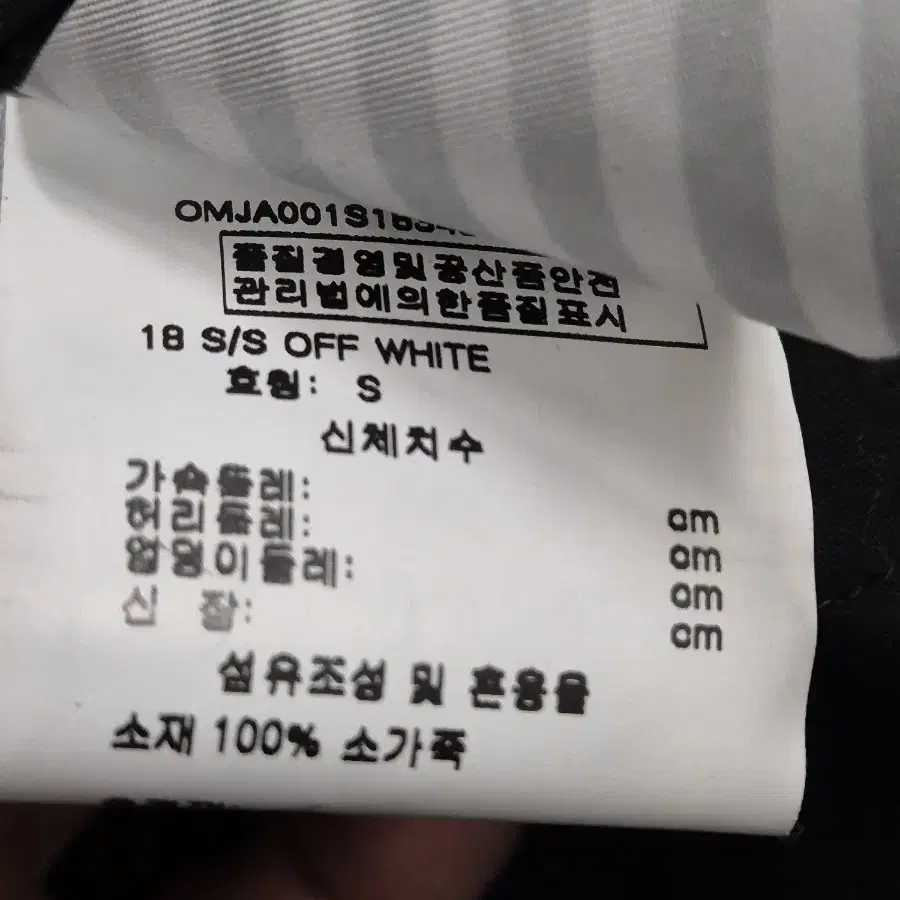 OMJA001S1
품질경영및공산품안전
관리법에의한품질표시
18 S/S OFF WHITE
호칭: S
신체치수
가슴둘레: cm
허리둘레: cm
엉덩이둘레: cm
신 장: cm
섬유조성 및 혼용율
소재 100% 소가죽